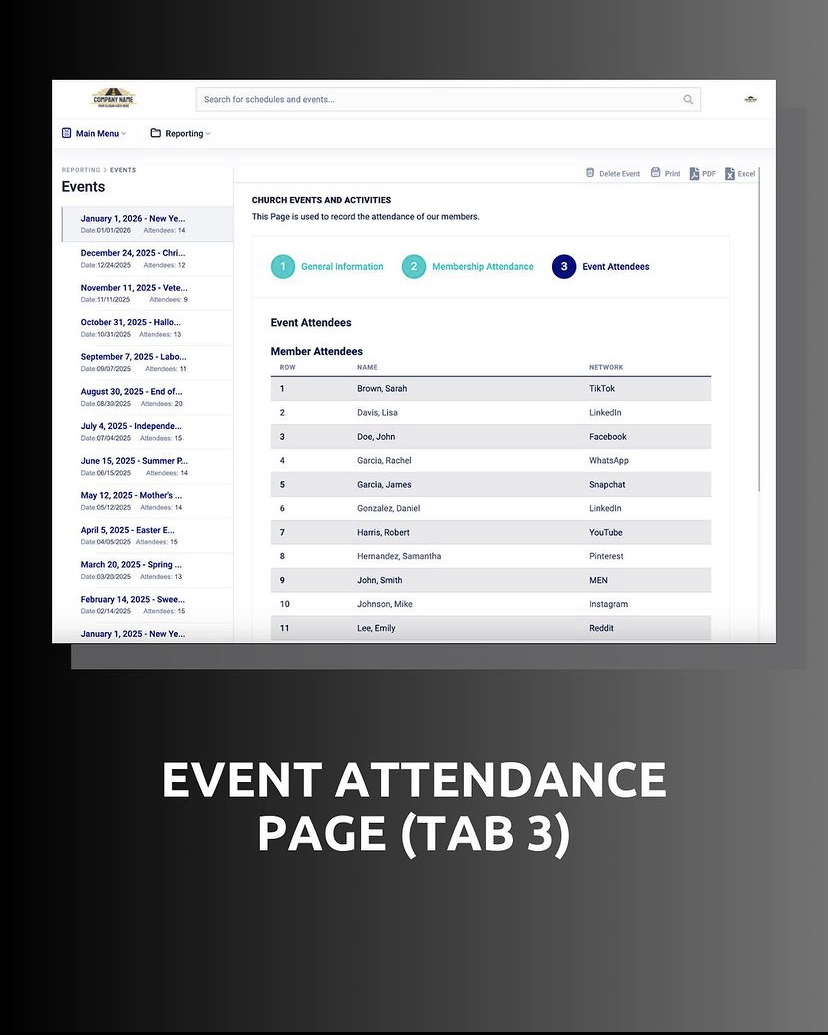 COMPANY NAME
Search for schedules and events...
Main Menu
Reporting
REPORTING > EVENTS
Events
January 1, 2026 - New Ye...
Date:01/01/2026 Attendees: 14
December 24, 2025 - Chri...
Date:12/24/2025 Attendees: 12
November 11, 2025 - Vete...
Date:11/11/2025 Attendees: 9
October 31, 2025 - Hallo...
Date:10/31/2025 Attendees: 13
September 7, 2025 - Labo...
Date:09/07/2025 Attendees: 11
August 30, 2025 - End of...
Date:08/30/2025 Attendees: 20
July 4, 2025 - Independe...
Date:07/04/2025 Attendees: 15
June 15, 2025 - Summer P...
Date:06/15/2025 Attendees: 14
May 12, 2025 - Mother's ...
Date:05/12/2025 Attendees: 14
April 5, 2025 - Easter E...
Date:04/05/2025 Attendees: 15
March 20, 2025 - Spring ...
Date:03/20/2025 Attendees: 13
February 14, 2025 - Swee...
Date:02/14/2025 Attendees: 15
January 1, 2025 - New Ye...
Delete Event Print PDF Excel
CHURCH EVENTS AND ACTIVITIES
This Page is used to record the attendance of our members.
1 General Information 2 Membership Attendance 3 Event Attendees
Event Attendees
Member Attendees
ROW NAME NETWORK
1 Brown, Sarah TikTok
2 Davis, Lisa LinkedIn
3 Doe, John Facebook
4 Garcia, Rachel WhatsApp
5 Garcia, James Snapchat
6 Gonzalez, Daniel LinkedIn
7 Harris, Robert YouTube
8 Hernandez, Samantha Pinterest
9 John, Smith MEN
10 Johnson, Mike Instagram
11 Lee, Emily Reddit
EVENT ATTENDANCE
PAGE (TAB 3)